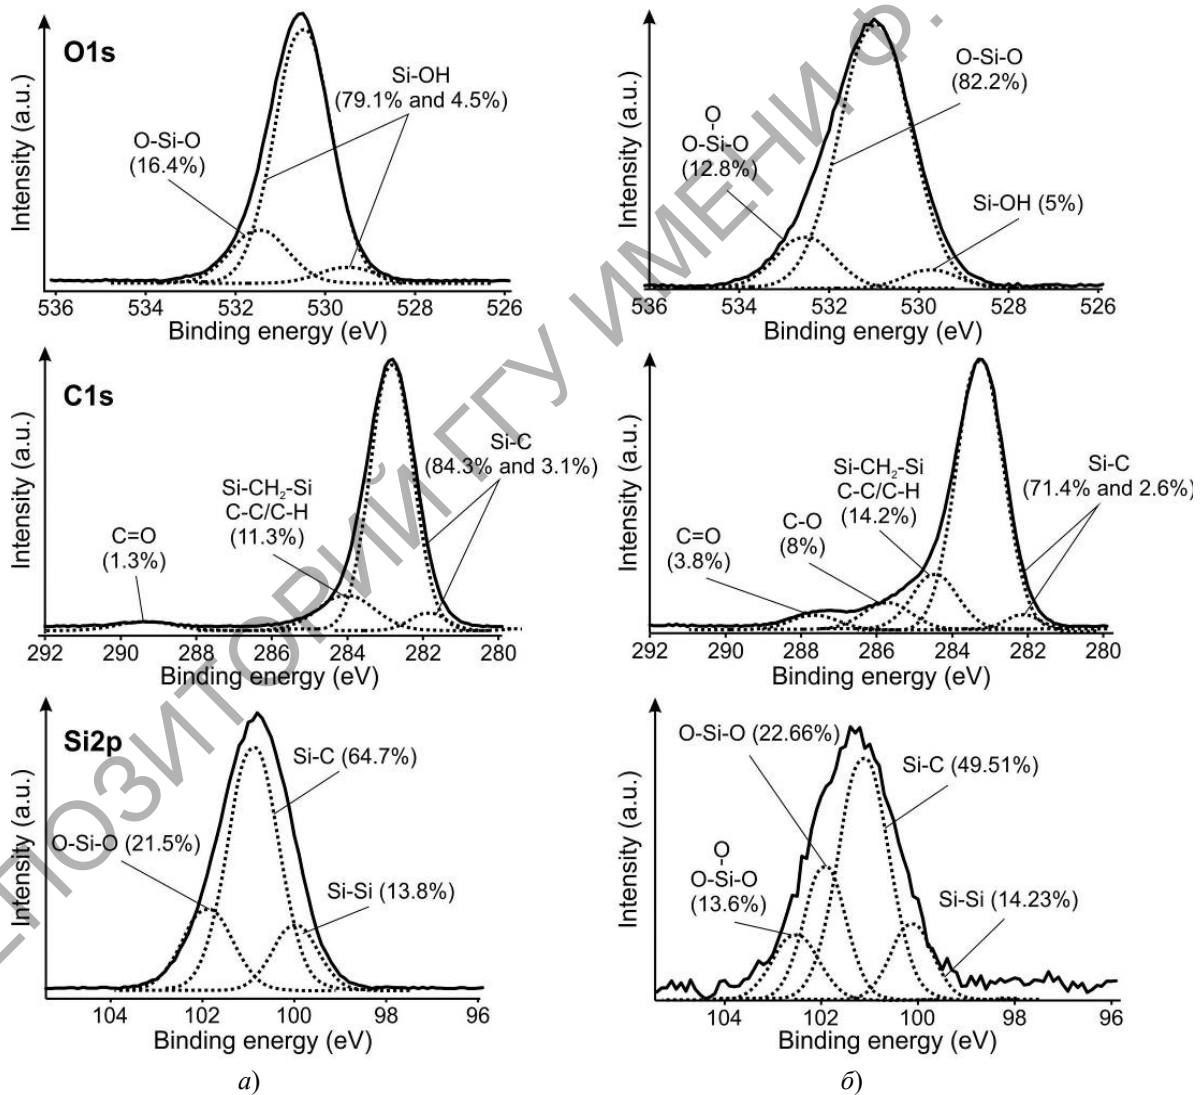 O1s
Intensity (a.u.)
O-Si-O
(16.4%)
Si-OH
(79.1% and 4.5%)
536 534 532 530 528 526
Binding energy (eV)
Intensity (a.u.)
O
O-Si-O
(12.8%)
O-Si-O
(82.2%)
Si-OH (5%)
536 534 532 530 528 526
Binding energy (eV)
C1s
Intensity (a.u.)
C=O
(1.3%)
Si-CH2-Si
C-C/C-H
(11.3%)
Si-C
(84.3% and 3.1%)
292 290 288 286 284 282 280
Binding energy (eV)
Intensity (a.u.)
C=O
(3.8%)
C-O
(8%)
Si-CH2-Si
C-C/C-H
(14.2%)
Si-C
(71.4% and 2.6%)
292 290 288 286 284 282 280
Binding energy (eV)
Si2p
Intensity (a.u.)
Si-C (64.7%)
O-Si-O (21.5%)
Si-Si (13.8%)
104 102 100 98 96
Binding energy (eV)
а)
Intensity (a.u.)
O-Si-O (22.66%)
Si-C (49.51%)
O
O-Si-O
(13.6%)
Si-Si (14.23%)
104 102 100 98 96
Binding energy (eV)
б)
ЕПОЗИТОРИЙ ГГУ ИМЕНИ Ф.